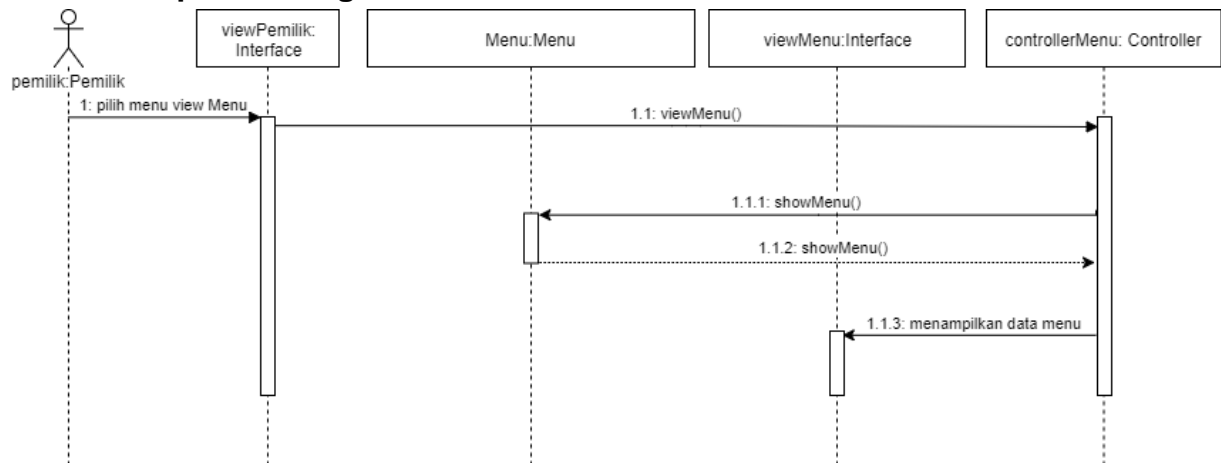 viewPemilik:
Interface
Menu:Menu
viewMenu:Interface
controllerMenu: Controller
pemilik:Pemilik
1: pilih menu view Menu
1.1: viewMenu()
1.1.1: showMenu()
1.1.2: showMenu()
1.1.3: menampilkan data menu